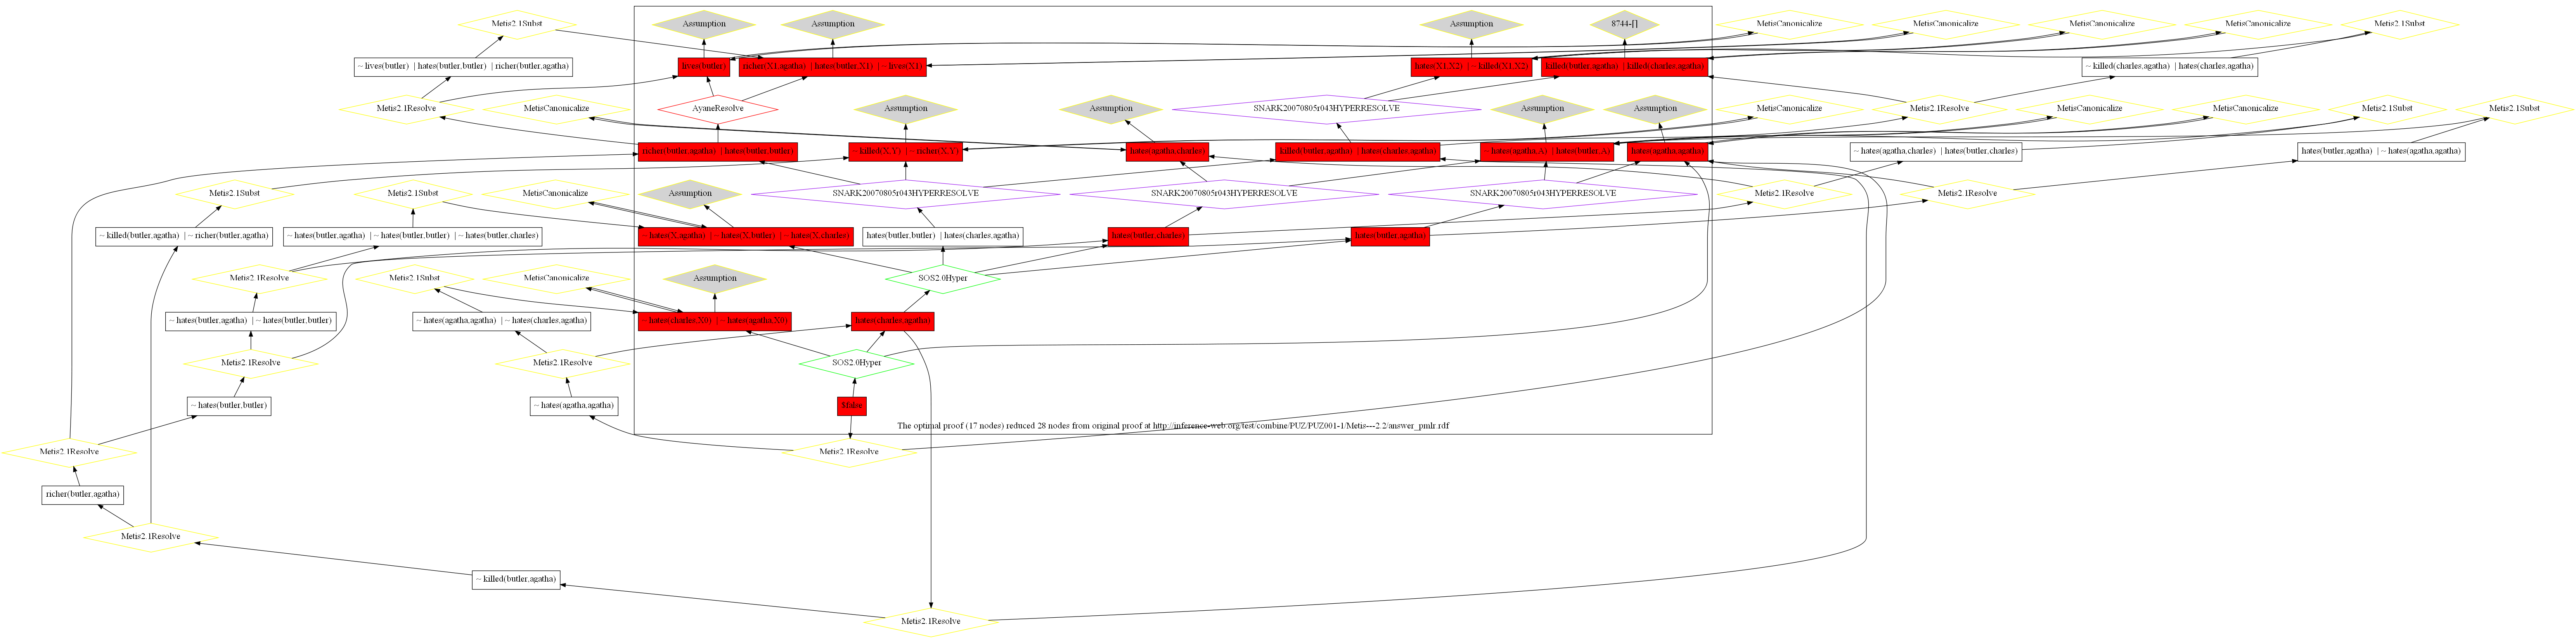 Metis2.1Subst
Assumption
Assumption
Assumption
8744-[]
MetisCanonicalize
MetisCanonicalize
MetisCanonicalize
MetisCanonicalize
Metis2.1Subst
~ lives(butler) | hates(butler,butler) | richer(butler,agatha)
lives(butler)
richer(X1,agatha) | hates(butler,X1) | ~ lives(X1)
hates(X1,X2) | ~ killed(X1,X2)
killed(butler,agatha) | killed(charles,agatha)
~ killed(charles,agatha) | hates(charles,agatha)
Metis2.1Resolve
MetisCanonicalize
AyaneResolve
Assumption
Assumption
SNARK20070805r043HYPERRESOLVE
Assumption
Assumption
MetisCanonicalize
Metis2.1Resolve
MetisCanonicalize
MetisCanonicalize
Metis2.1Subst
Metis2.1Subst
richer(butler,agatha) | hates(butler,butler)
~ killed(X,Y) | ~ richer(X,Y)
hates(agatha,charles)
killed(butler,agatha) | hates(charles,agatha)
~ hates(agatha,A) | hates(butler,A)
hates(agatha,agatha)
~ hates(agatha,charles) | hates(butler,charles)
hates(butler,agatha) | ~ hates(agatha,agatha)
Metis2.1Subst
Metis2.1Subst
MetisCanonicalize
Assumption
SNARK20070805r043HYPERRESOLVE
SNARK20070805r043HYPERRESOLVE
SNARK20070805r043HYPERRESOLVE
Metis2.1Resolve
Metis2.1Resolve
~ killed(butler,agatha) | ~ richer(butler,agatha)
~ hates(butler,agatha) | ~ hates(butler,butler) | ~ hates(butler,charles)
~ hates(X,agatha) | ~ hates(X,butler) | ~ hates(X,charles)
hates(butler,butler) | hates(charles,agatha)
hates(butler,charles)
hates(butler,agatha)
Metis2.1Resolve
Metis2.1Subst
MetisCanonicalize
Assumption
SOS2.0Hyper
~ hates(butler,agatha) | ~ hates(butler,butler)
~ hates(agatha,agatha) | ~ hates(charles,agatha)
~ hates(charles,X0) | ~ hates(agatha,X0)
hates(charles,agatha)
Metis2.1Resolve
Metis2.1Resolve
SOS2.0Hyper
~ hates(butler,butler)
~ hates(agatha,agatha)
$false
The optimal proof (17 nodes) reduced 28 nodes from original proof at http://inference-web.org/test/combine/PUZ/PUZ001-1/Metis---2.2/answer_pmlr.rdf
Metis2.1Resolve
Metis2.1Resolve
richer(butler,agatha)
Metis2.1Resolve
~ killed(butler,agatha)
Metis2.1Resolve